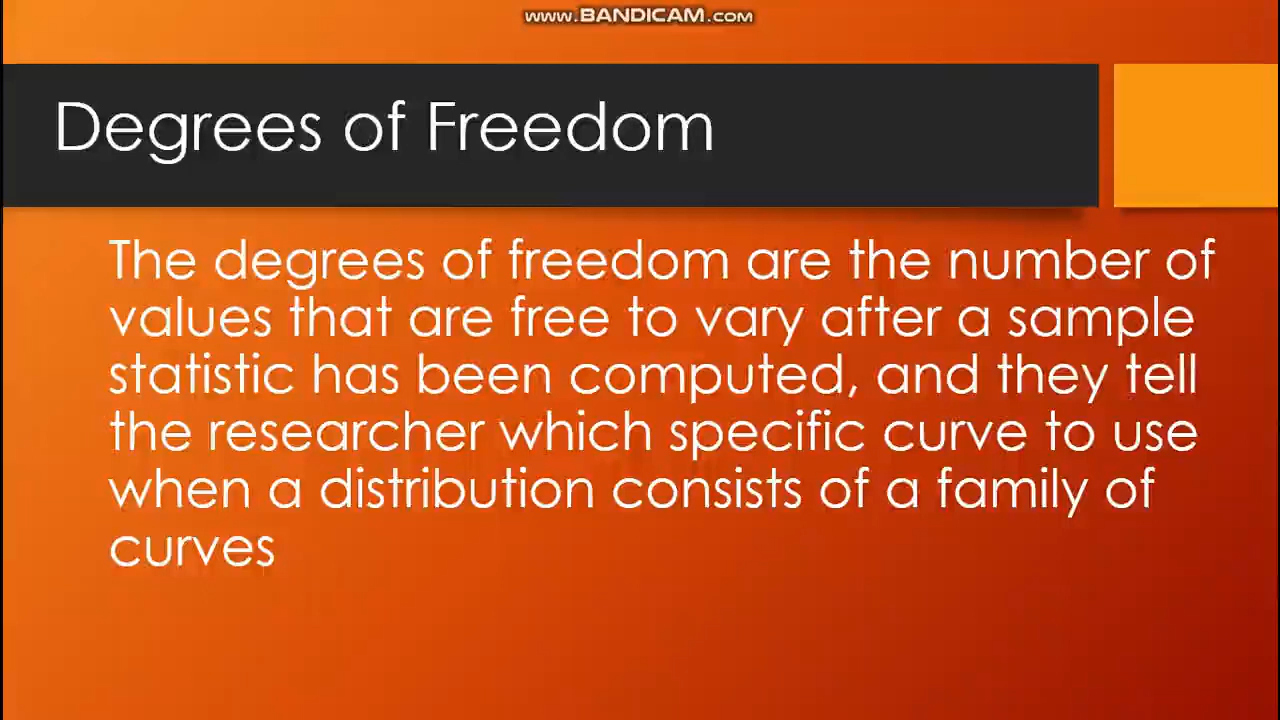 www.BANDICAM.com
Degrees of Freedom
The degrees of freedom are the number of
values that are free to vary after a sample
statistic has been computed, and they tell
the researcher which specific curve to use
when a distribution consists of a family of
curves